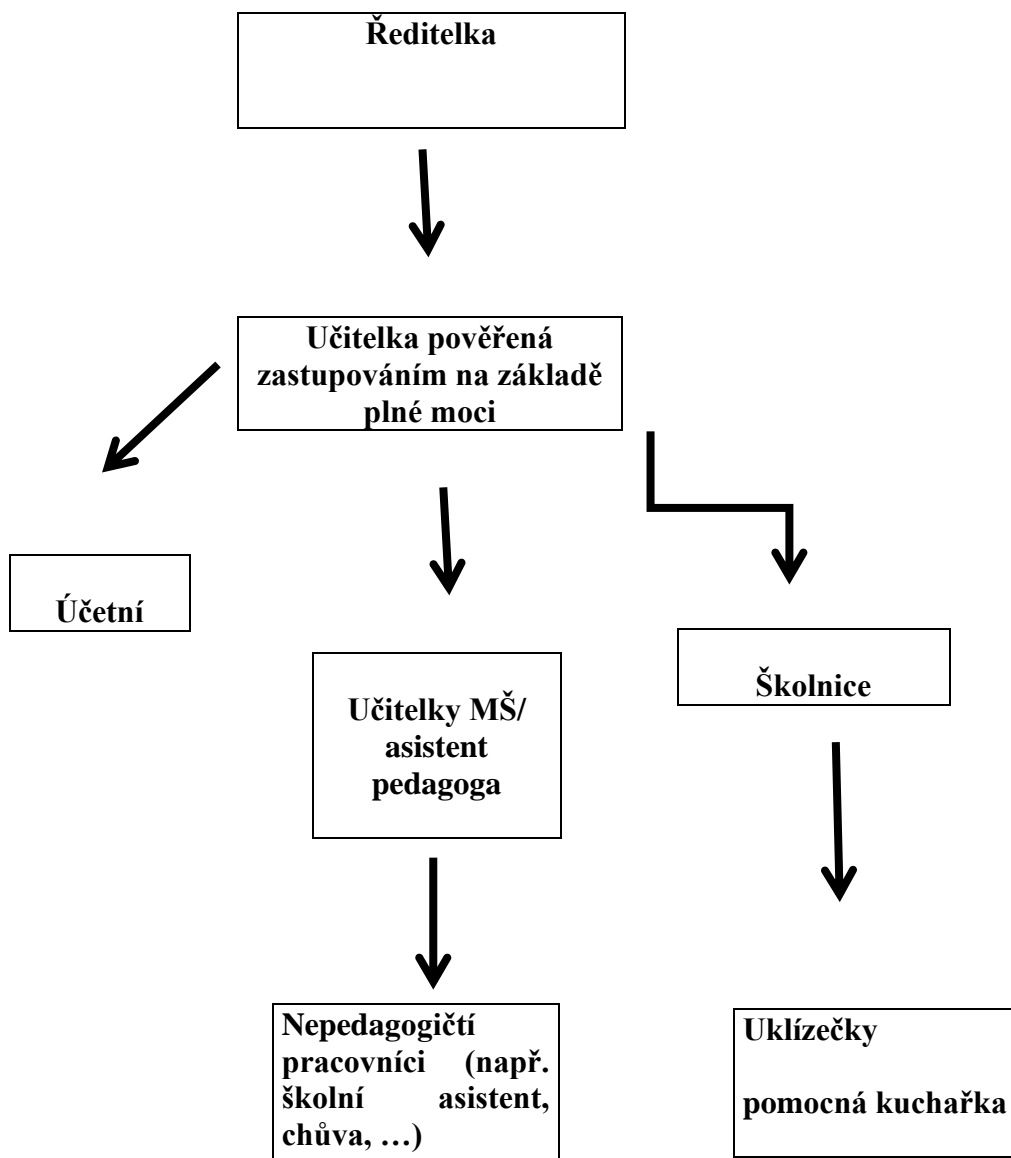 Ředitelka
Učitelka pověřená
zastupováním na základě
plné moci
Účetní
Učitelky MŠ/
asistent
pedagoga
Školnice
Nepedagogičtí
pracovníci (např.
školní asistent,
chůva, …)
Uklízečky
pomocná kuchařka